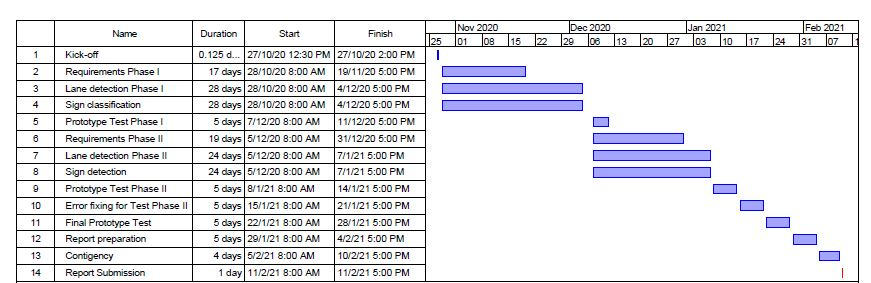 Nov 2020 Dec 2020 Jan 2021 Feb 2021
Name Duration Start Finish
25 01 08 15 22 29 06 13 20 27 03 10 17 24 31 07
1 Kick-off 0.125 d... 27/10/20 12:30 PM 27/10/20 2:00 PM
2 Requirements Phase I 17 days 28/10/20 8:00 AM 19/11/20 5:00 PM
3 Lane detection Phase I 28 days 28/10/20 8:00 AM 4/12/20 5:00 PM
4 Sign classification 28 days 28/10/20 8:00 AM 4/12/20 5:00 PM
5 Prototype Test Phase I 5 days 7/12/20 8:00 AM 11/12/20 5:00 PM
6 Requirements Phase II 19 days 5/12/20 8:00 AM 31/12/20 5:00 PM
7 Lane detection Phase II 24 days 5/12/20 8:00 AM 7/1/21 5:00 PM
8 Sign detection 24 days 5/12/20 8:00 AM 7/1/21 5:00 PM
9 Prototype Test Phase II 5 days 8/1/21 8:00 AM 14/1/21 5:00 PM
10 Error fixing for Test Phase II 5 days 15/1/21 8:00 AM 21/1/21 5:00 PM
11 Final Prototype Test 5 days 22/1/21 8:00 AM 28/1/21 5:00 PM
12 Report preparation 5 days 29/1/21 8:00 AM 4/2/21 5:00 PM
13 Contigency 4 days 5/2/21 8:00 AM 10/2/21 5:00 PM
14 Report Submission 1 day 11/2/21 8:00 AM 11/2/21 5:00 PM